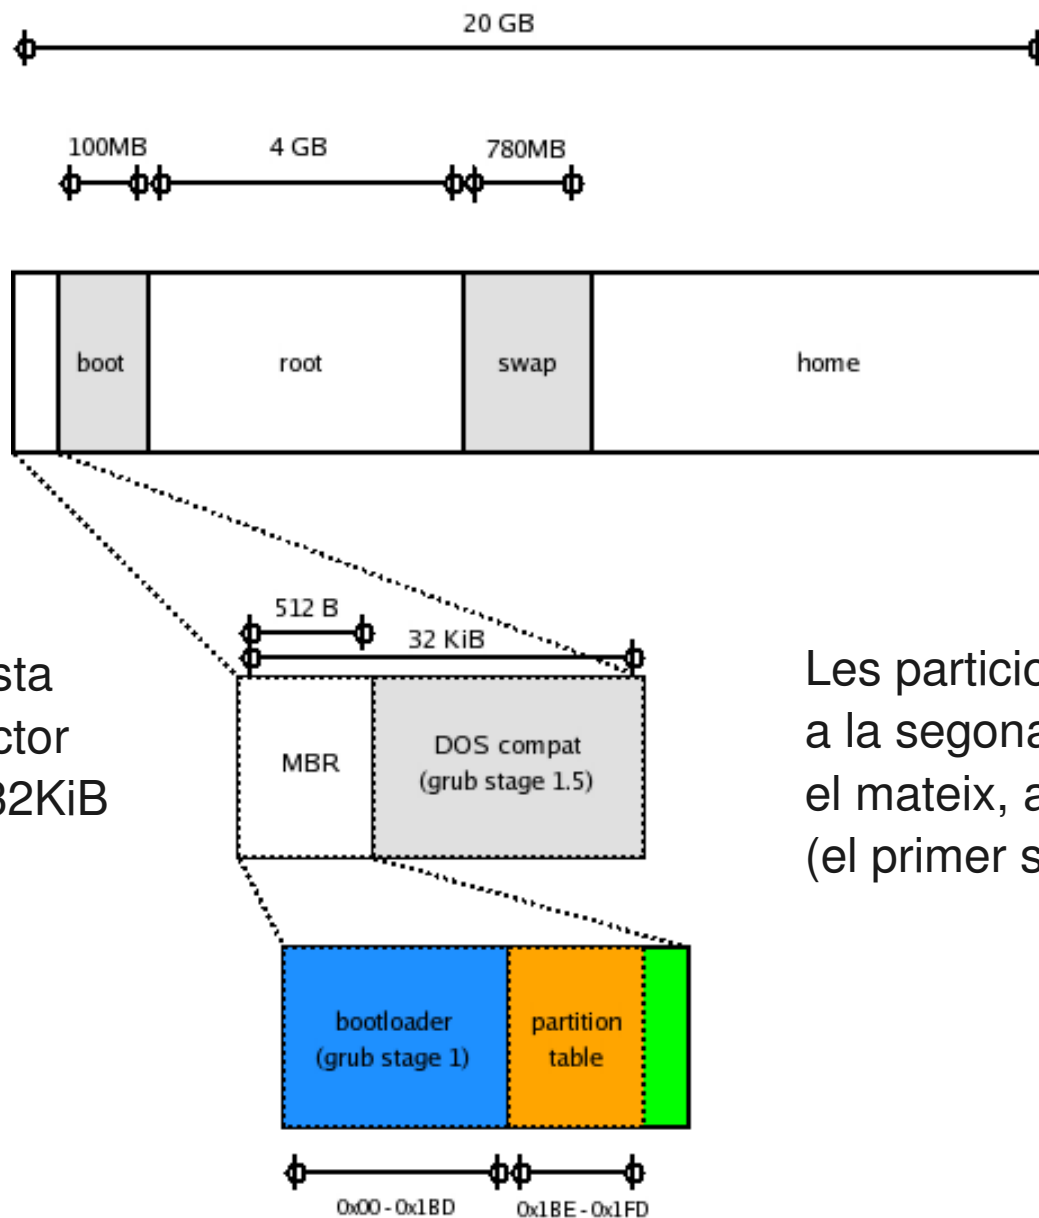 20 GB
100MB
4 GB
780MB
boot
root
swap
home
512 B
32 KiB
MBR
DOS compat
(grub stage 1.5)
sta
ctor
32KiB
Les particio
a la segona
el mateix, a
(el primer s
bootloader
(grub stage 1)
partition
table
0x00 - 0x1BD
0x1BE - 0x1FD